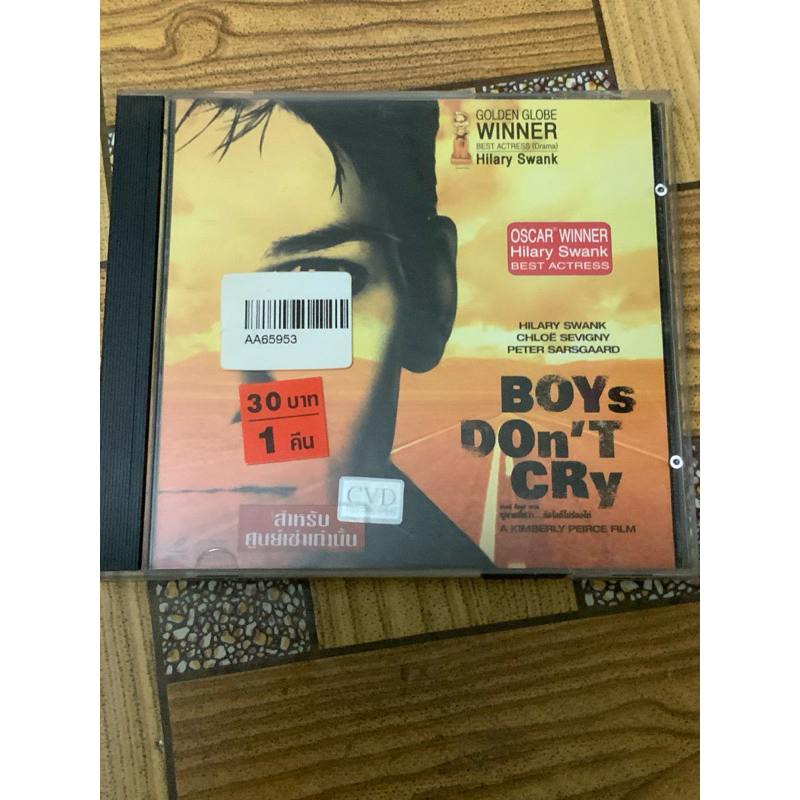 GOLDEN GLOBE
WINNER
BEST ACTRESS (Drama)
Hilary Swank
OSCAR® WINNER
Hilary Swank
BEST ACTRESS
AA65953
HILARY SWANK
CHLOË SEVIGNY
PETER SARSGAARD
30 บาท
1 คืน
BOYs
DOn'T
CRy
A KIMBERLY PEIRCE FILM
CVD
สำหรับ
ศูนย์เช่าเท่านั้น